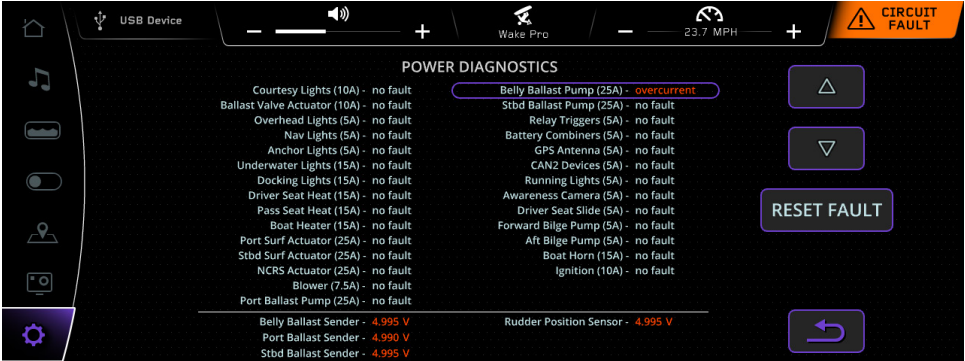 USB Device
Wake Pro
23.7 MPH
CIRCUIT
FAULT
POWER DIAGNOSTICS
Courtesy Lights (10A) - no fault
Ballast Valve Actuator (10A) - no fault
Overhead Lights (5A) - no fault
Nav Lights (5A) - no fault
Anchor Lights (5A) - no fault
Underwater Lights (15A) - no fault
Docking Lights (15A) - no fault
Driver Seat Heat (15A) - no fault
Pass Seat Heat (15A) - no fault
Boat Heater (15A) - no fault
Port Surf Actuator (25A) - no fault
Stbd Surf Actuator (25A) - no fault
NCRS Actuator (25A) - no fault
Blower (7.5A) - no fault
Port Ballast Pump (25A) - no fault
Belly Ballast Pump (25A) - overcurrent
Stbd Ballast Pump (25A) - no fault
Relay Triggers (5A) - no fault
Battery Combiners (5A) - no fault
GPS Antenna (5A) - no fault
CAN2 Devices (5A) - no fault
Running Lights (5A) - no fault
Awareness Camera (5A) - no fault
Driver Seat Slide (5A) - no fault
Forward Bilge Pump (5A) - no fault
Aft Bilge Pump (5A) - no fault
Boat Horn (15A) - no fault
Ignition (10A) - no fault
RESET FAULT
Belly Ballast Sender - 4.995 V
Port Ballast Sender - 4.990 V
Stbd Ballast Sender - 4.995 V
Rudder Position Sensor - 4.995 V